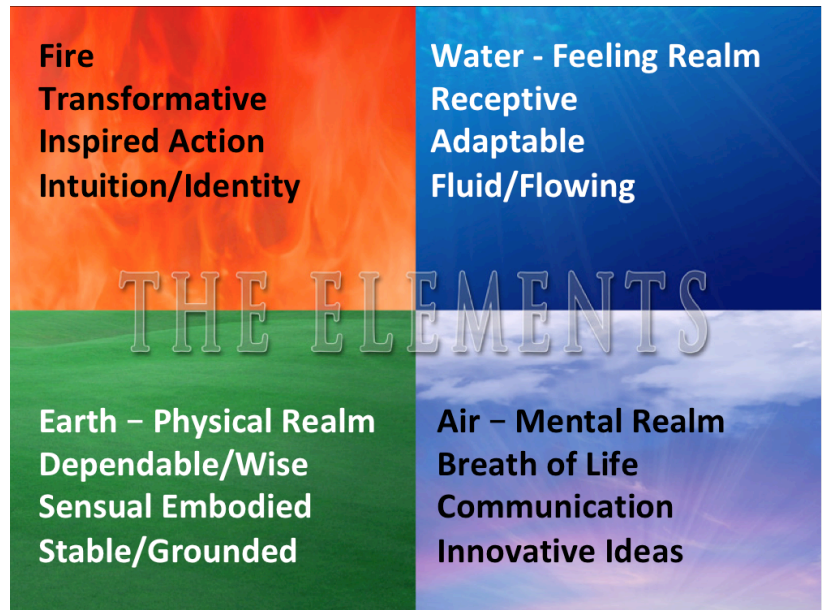 Fire
Transformative
Inspired Action
Intuition/Identity
Water - Feeling Realm
Receptive
Adaptable
Fluid/Flowing
THE ELEMENTS
Earth – Physical Realm
Dependable/Wise
Sensual Embodied
Stable/Grounded
Air – Mental Realm
Breath of Life
Communication
Innovative Ideas